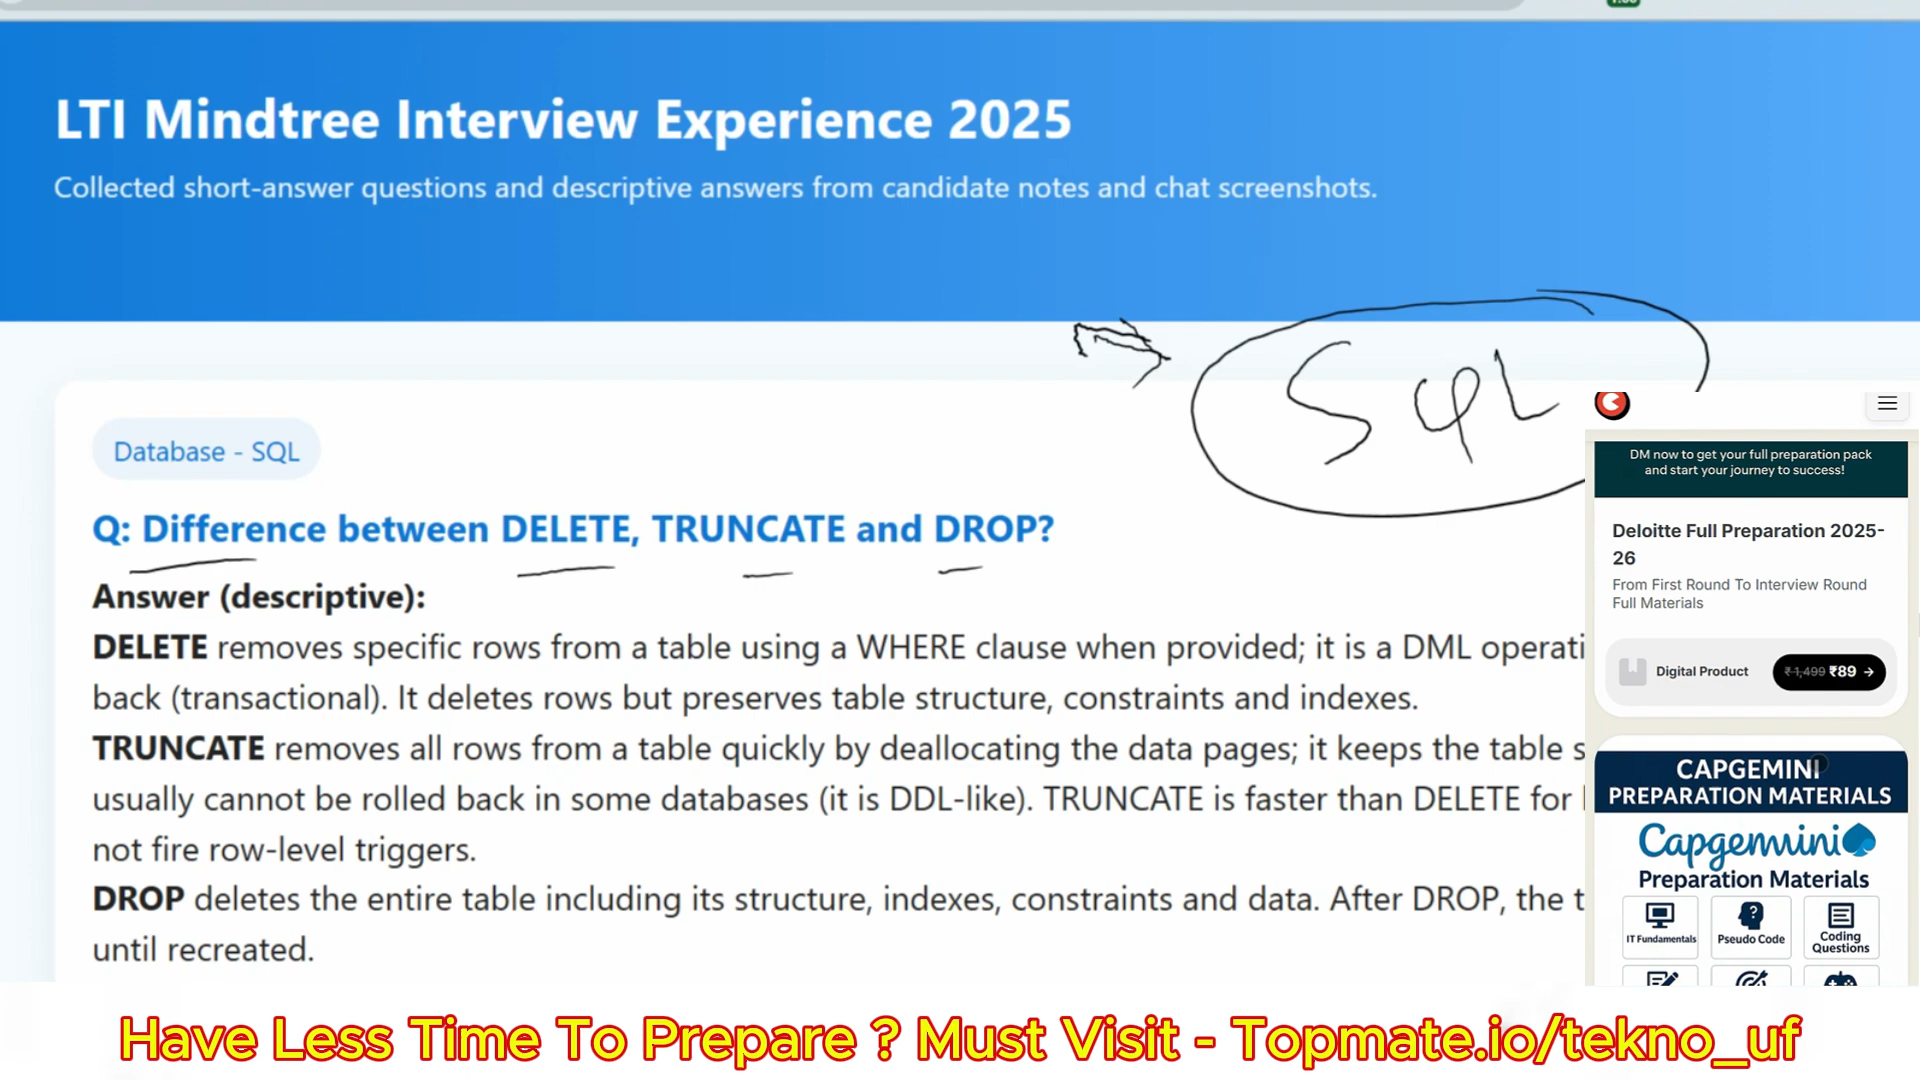 LTI Mindtree Interview Experience 2025
Collected short-answer questions and descriptive answers from candidate notes and chat screenshots.
SQL
Database - SQL
Q: Difference between DELETE, TRUNCATE and DROP?
Answer (descriptive):
DELETE removes specific rows from a table using a WHERE clause when provided; it is a DML operati
back (transactional). It deletes rows but preserves table structure, constraints and indexes.
TRUNCATE removes all rows from a table quickly by deallocating the data pages; it keeps the table s
usually cannot be rolled back in some databases (it is DDL-like). TRUNCATE is faster than DELETE for
not fire row-level triggers.
DROP deletes the entire table including its structure, indexes, constraints and data. After DROP, the t
until recreated.
DM now to get your full preparation pack
and start your journey to success!
Deloitte Full Preparation 2025-
26
From First Round To Interview Round
Full Materials
Digital Product ₹1,499 ₹89 →
CAPGEMINI
PREPARATION MATERIALS
Capgemini
Preparation Materials
IT Fundamentals
Pseudo Code
Coding
Questions
Have Less Time To Prepare ? Must Visit - Topmate.io/tekno_uf